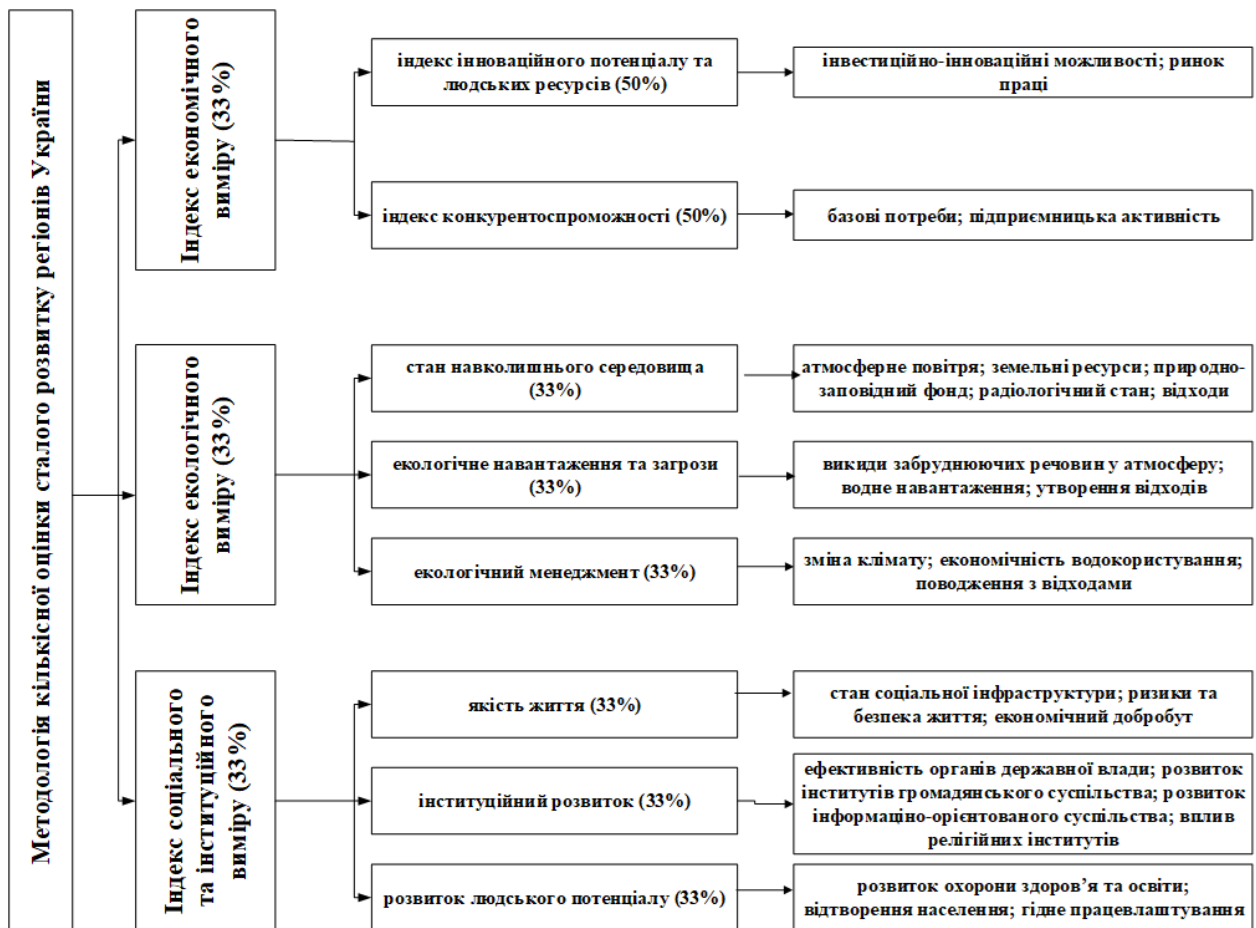 Методологія кількісної оцінки сталого розвитку регіонів України
Індекс економічного
виміру (33%)
індекс інноваційного потенціалу та
людських ресурсів (50%)
інвестиційно-інноваційні можливості; ринок
праці
індекс конкурентоспроможності (50%)
базові потреби; підприємницька активність
Індекс екологічного
виміру (33%)
стан навколишнього середовища
(33%)
атмосферне повітря; земельні ресурси; природно-
заповідний фонд; радіологічний стан; відходи
екологічне навантаження та загрози
(33%)
викиди забруднюючих речовин у атмосферу;
водне навантаження; утворення відходів
екологічний менеджмент (33%)
зміна клімату; економічність водокористування;
поводження з відходами
Індекс соціального
та інституційного
виміру (33%)
якість життя (33%)
стан соціальної інфраструктури; ризики та
безпека життя; економічний добробут
інституційний розвиток (33%)
ефективність органів державної влади; розвиток
інститутів громадянського суспільства; розвиток
інформаціно-орієнтованого суспільства; вплив
релігійних інститутів
розвиток людського потенціалу (33%)
розвиток охорони здоров’я та освіти;
відтворення населення; гідне працевлаштування